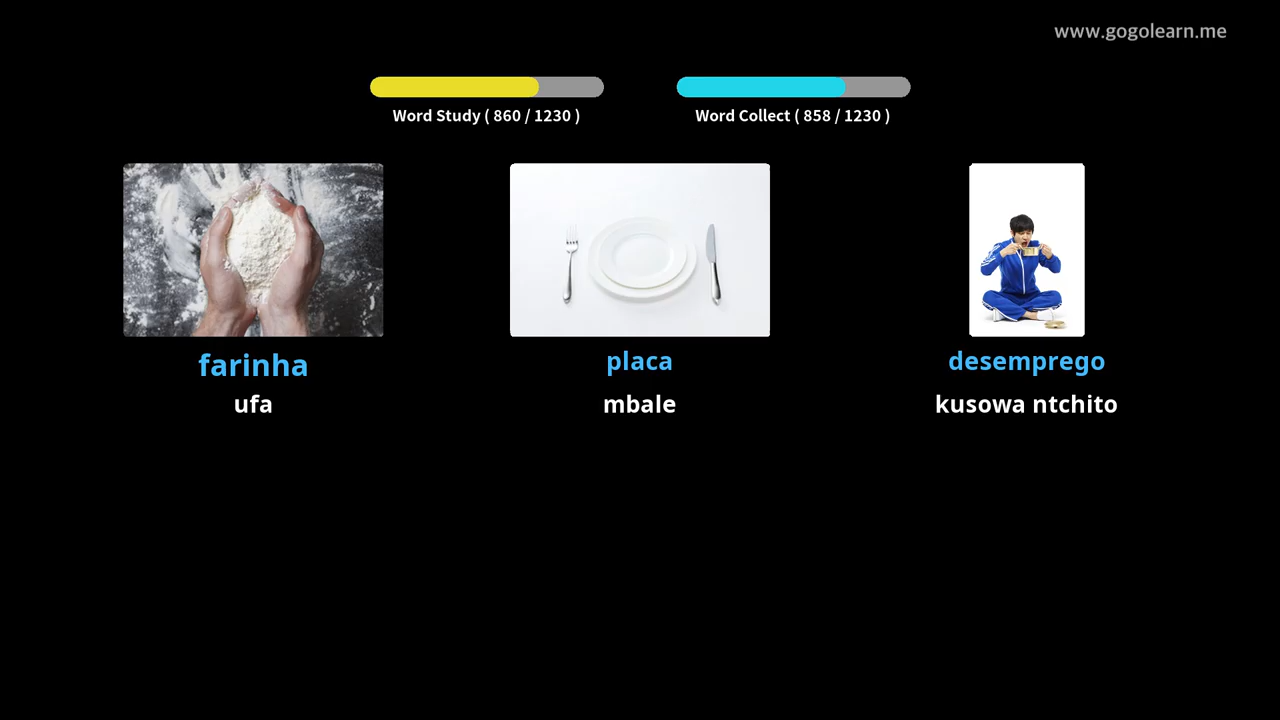 www.gogolearn.me
Word Study ( 860 / 1230 )
Word Collect ( 858 / 1230 )
farinha
ufa
placa
mbale
desemprego
kusowa ntchito